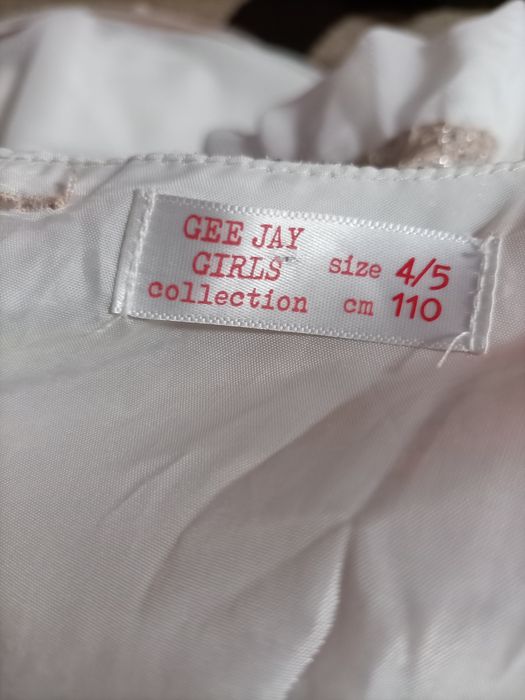 GEE JAY
GIRLS
collection
size 4/5
cm 110